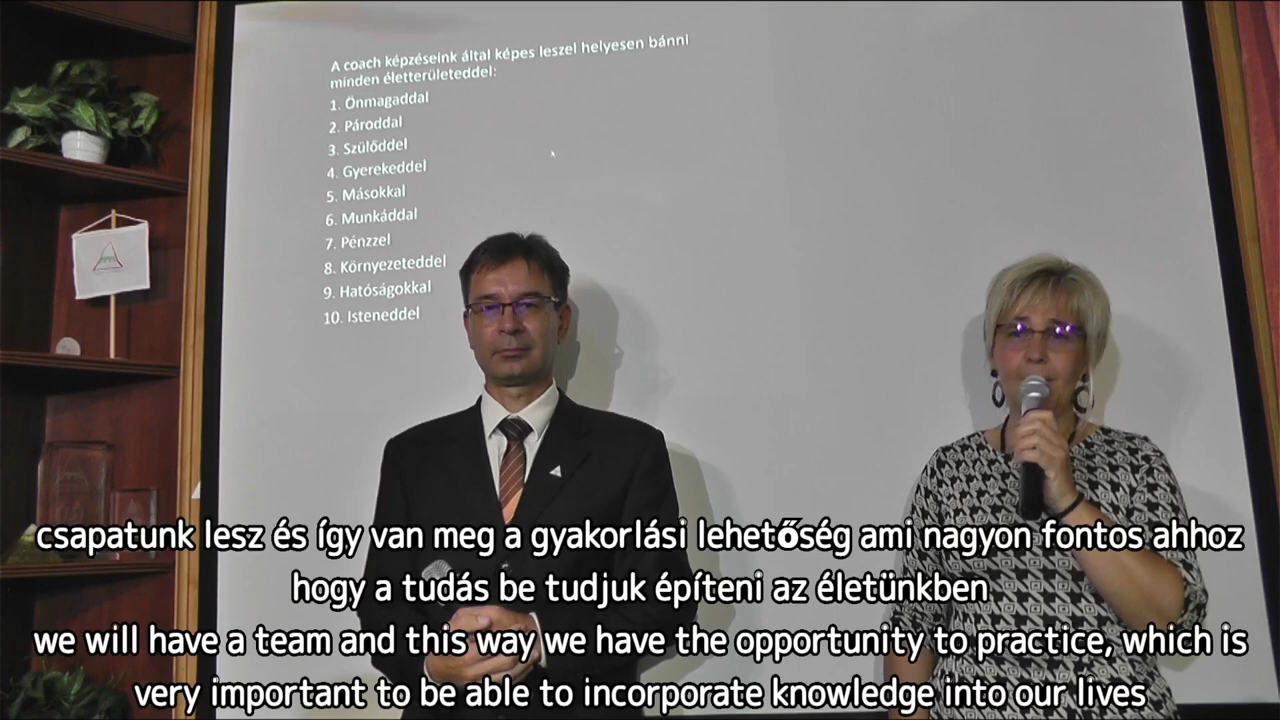 A coach képzéseink által képes leszel helyesen bánni
minden életterületeddel:
1. Önmagaddal
2. Pároddal
3. Szülőddel
4. Gyerekeddel
5. Másokkal
6. Munkáddal
7. Pénzzel
8. Környezeteddel
9. Hatóságokkal
10. Isteneddel
csapatunk lesz és így van meg a gyakorlási lehetőség ami nagyon fontos ahhoz
hogy a tudás be tudjuk építeni az életünkben
we will have a team and this way we have the opportunity to practice, which is
very important to be able to incorporate knowledge into our lives